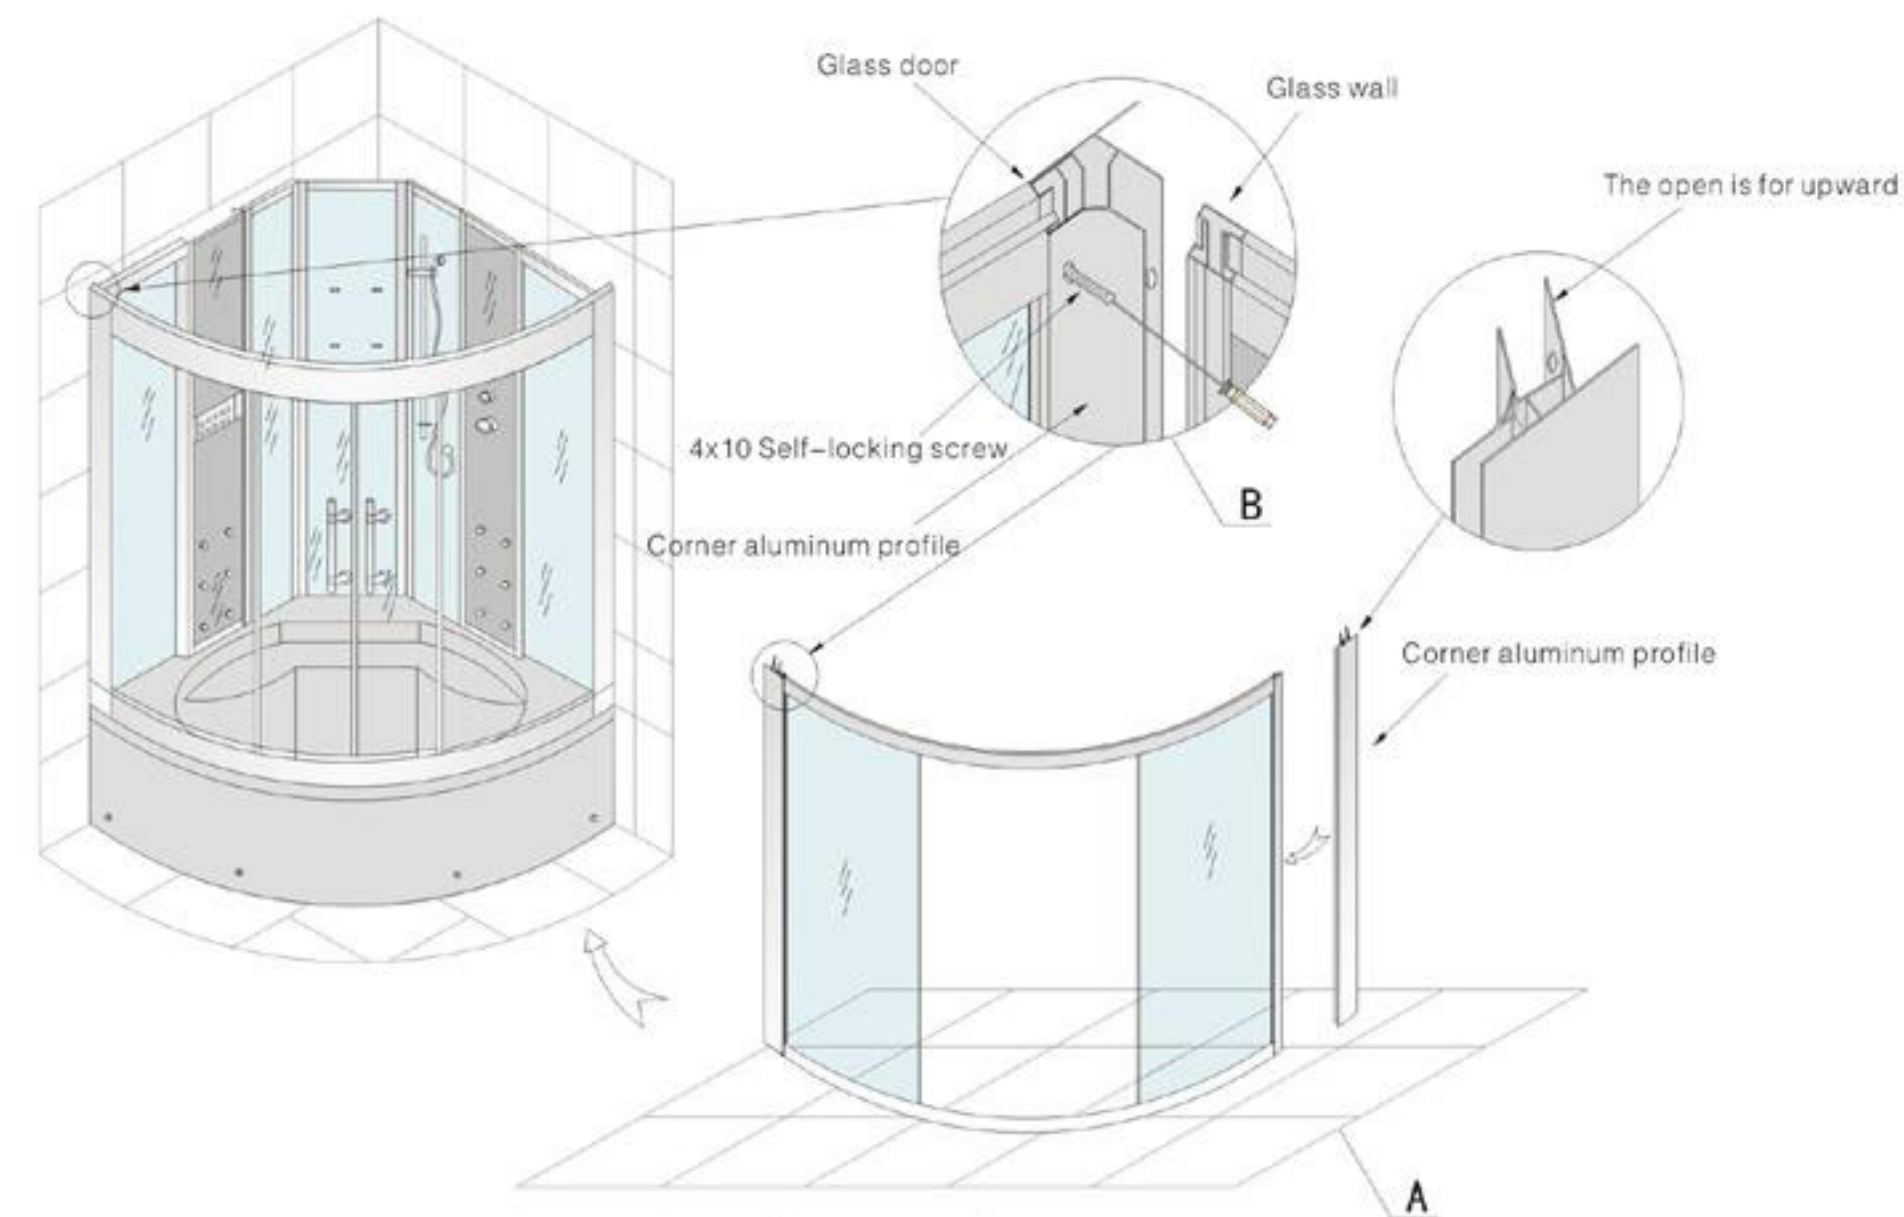 Glass door
Glass wall
The open is for upward
4x10 Self-locking screw
B
Corner aluminum profile
Corner aluminum profile
A